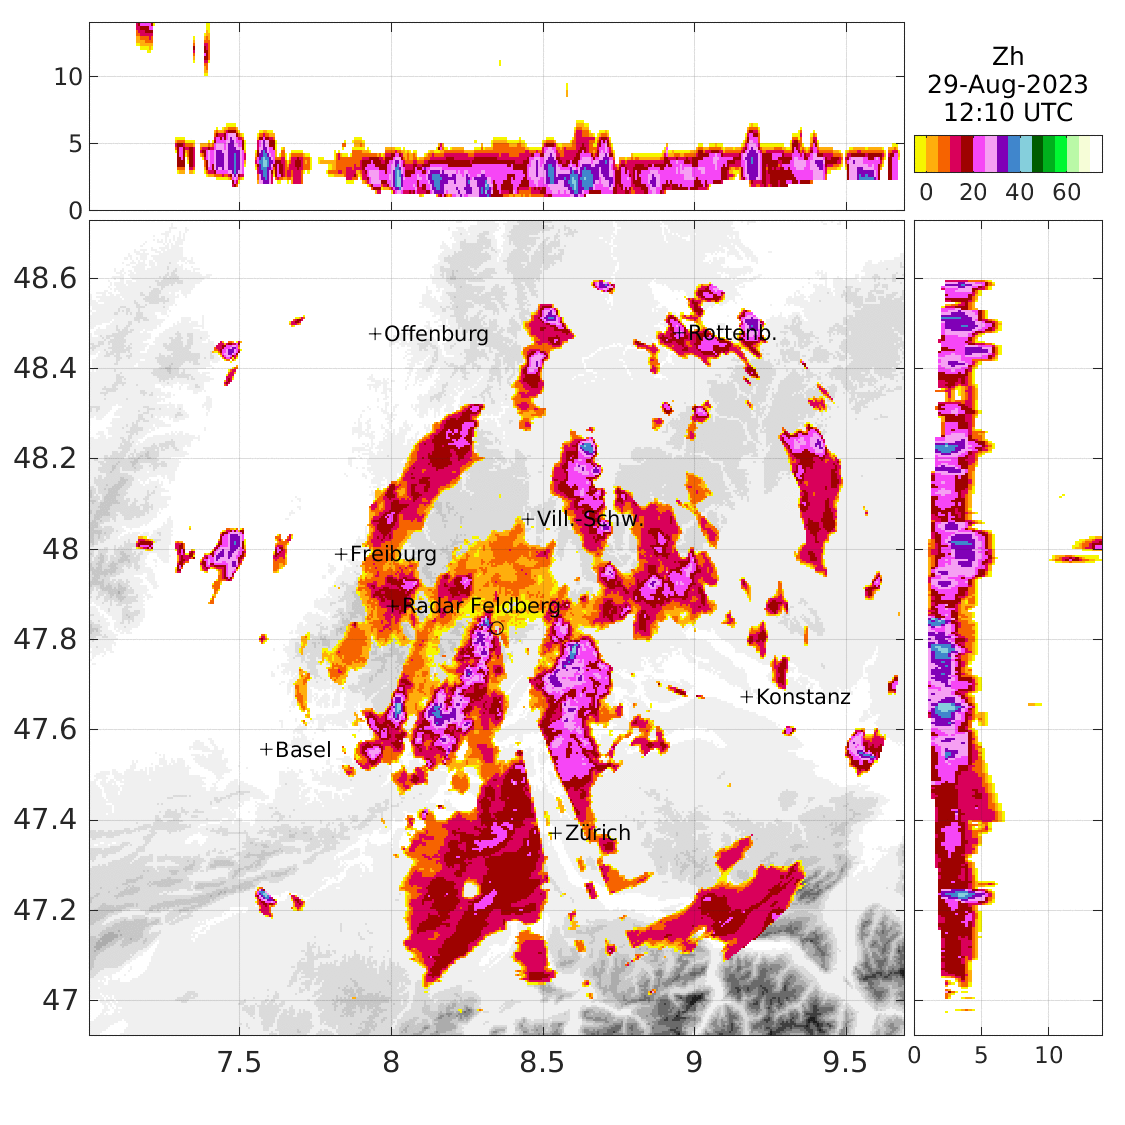 10
5
0
Zh
29-Aug-2023
12:10 UTC
0 20 40 60
48.6
+Offenburg
+Rottenb.
48.4
48.2
+Vill.-Schw.
48
+Freiburg
+Radar Feldberg
47.8
+Konstanz
47.6
+Basel
47.4
+Zürich
47.2
47
7.5 8 8.5 9 9.5
0 5 10